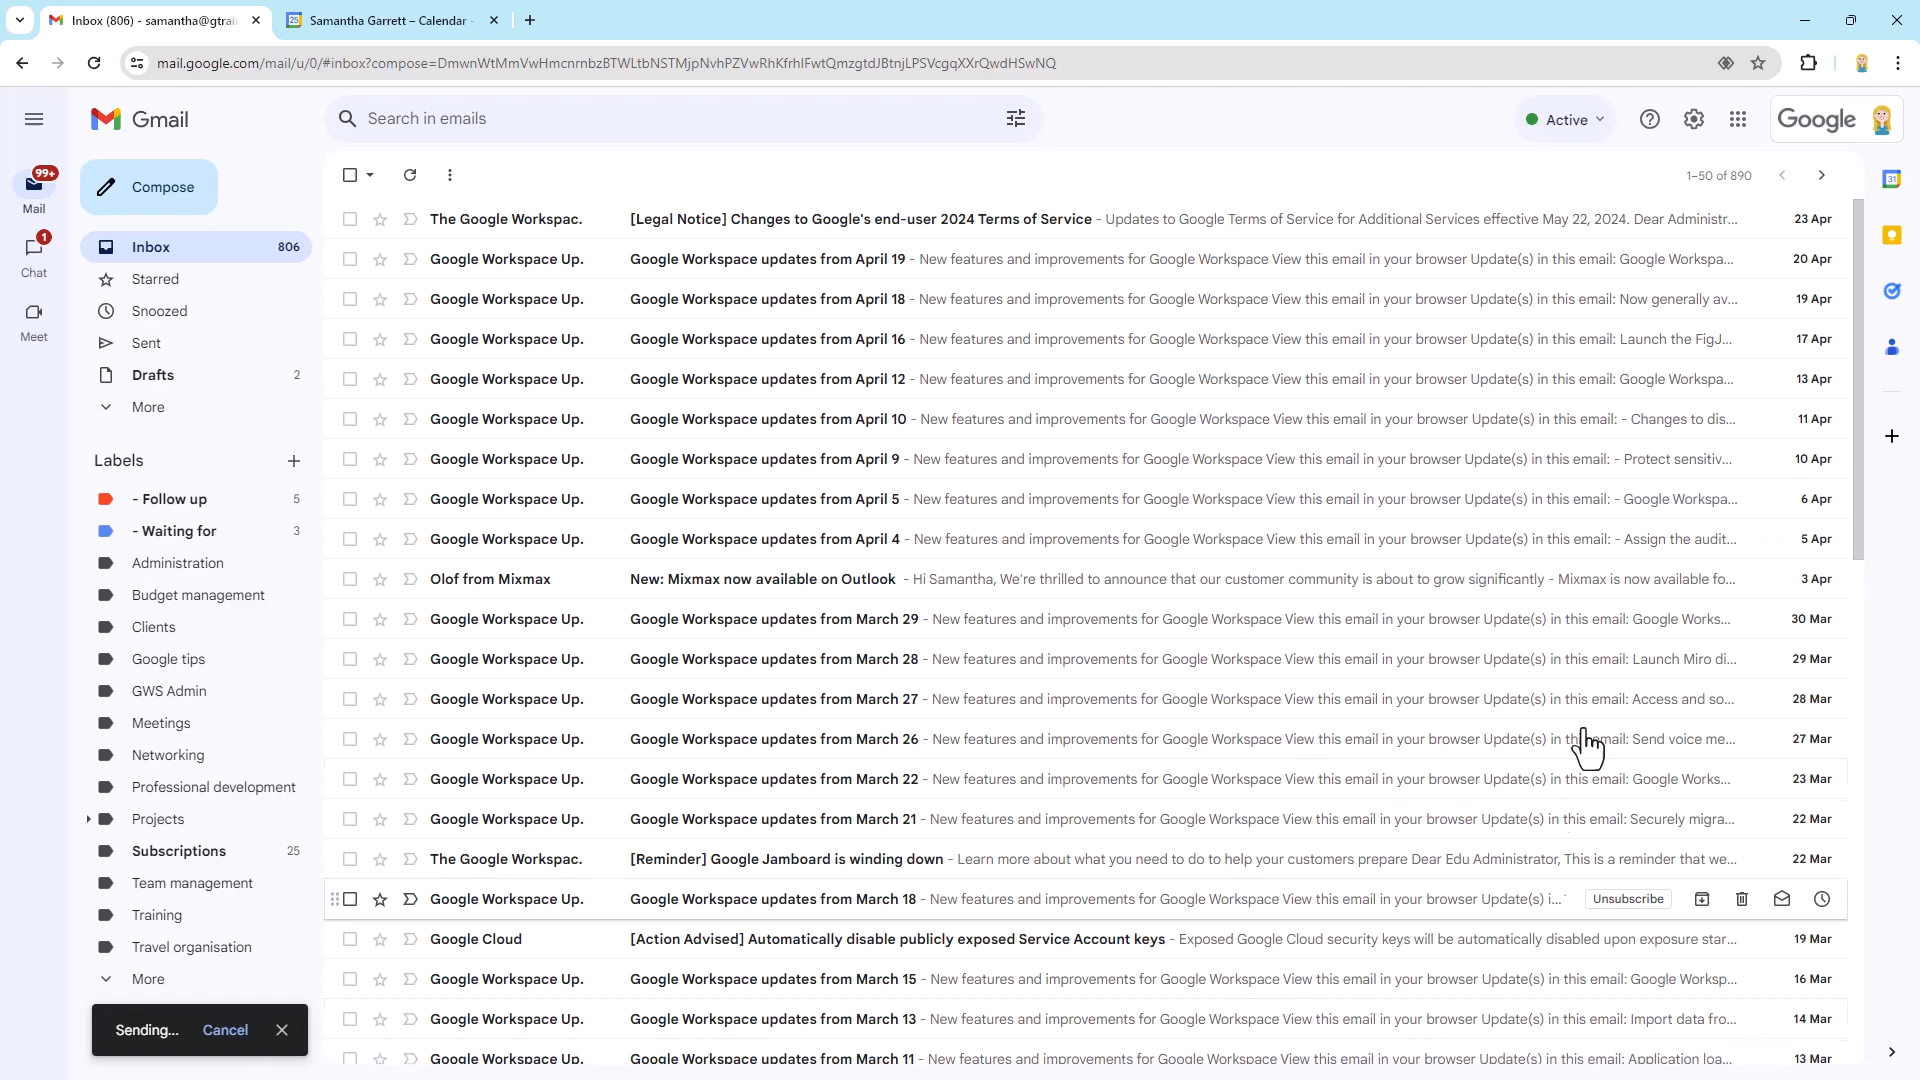 Inbox (806) - samantha@gtrai
Samantha Garrett – Calendar -
mail.google.com/mail/u/0/#inbox?compose=DmwnWtMmVwHmcnrnbzBTWLtbNSTMjpNvhPZVwRhKfrhlFwtQmzgtdJBtnjLPSVcgqXXrQwdHSwNQ
Gmail
Search in emails
Active
Google
99+
Mail
1
Chat
Meet
Compose
Inbox 806
Starred
Snoozed
Sent
Drafts 2
More
Labels
- Follow up 5
- Waiting for 3
Administration
Budget management
Clients
Google tips
GWS Admin
Meetings
Networking
Professional development
Projects
Subscriptions 25
Team management
Training
Travel organisation
More
Sending... Cancel
1–50 of 890
The Google Workspac. [Legal Notice] Changes to Google's end-user 2024 Terms of Service - Updates to Google Terms of Service for Additional Services effective May 22, 2024. Dear Administr... 23 Apr
Google Workspace Up. Google Workspace updates from April 19 - New features and improvements for Google Workspace View this email in your browser Update(s) in this email: Google Workspa... 20 Apr
Google Workspace Up. Google Workspace updates from April 18 - New features and improvements for Google Workspace View this email in your browser Update(s) in this email: Now generally av... 19 Apr
Google Workspace Up. Google Workspace updates from April 16 - New features and improvements for Google Workspace View this email in your browser Update(s) in this email: Launch the FigJ... 17 Apr
Google Workspace Up. Google Workspace updates from April 12 - New features and improvements for Google Workspace View this email in your browser Update(s) in this email: Google Workspa... 13 Apr
Google Workspace Up. Google Workspace updates from April 10 - New features and improvements for Google Workspace View this email in your browser Update(s) in this email: - Changes to dis... 11 Apr
Google Workspace Up. Google Workspace updates from April 9 - New features and improvements for Google Workspace View this email in your browser Update(s) in this email: - Protect sensitiv... 10 Apr
Google Workspace Up. Google Workspace updates from April 5 - New features and improvements for Google Workspace View this email in your browser Update(s) in this email: - Google Workspa... 6 Apr
Google Workspace Up. Google Workspace updates from April 4 - New features and improvements for Google Workspace View this email in your browser Update(s) in this email: - Assign the audit... 5 Apr
Olof from Mixmax New: Mixmax now available on Outlook - Hi Samantha, We're thrilled to announce that our customer community is about to grow significantly - Mixmax is now available fo... 3 Apr
Google Workspace Up. Google Workspace updates from March 29 - New features and improvements for Google Workspace View this email in your browser Update(s) in this email: Google Works... 30 Mar
Google Workspace Up. Google Workspace updates from March 28 - New features and improvements for Google Workspace View this email in your browser Update(s) in this email: Launch Miro di... 29 Mar
Google Workspace Up. Google Workspace updates from March 27 - New features and improvements for Google Workspace View this email in your browser Update(s) in this email: Access and so... 28 Mar
Google Workspace Up. Google Workspace updates from March 26 - New features and improvements for Google Workspace View this email in your browser Update(s) in this email: Send voice me... 27 Mar
Google Workspace Up. Google Workspace updates from March 22 - New features and improvements for Google Workspace View this email in your browser Update(s) in this email: Google Works... 23 Mar
Google Workspace Up. Google Workspace updates from March 21 - New features and improvements for Google Workspace View this email in your browser Update(s) in this email: Securely migra... 22 Mar
The Google Workspac. [Reminder] Google Jamboard is winding down - Learn more about what you need to do to help your customers prepare Dear Edu Administrator, This is a reminder that we... 22 Mar
Google Workspace Up. Google Workspace updates from March 18 - New features and improvements for Google Workspace View this email in your browser Update(s) i... Unsubscribe
Google Cloud [Action Advised] Automatically disable publicly exposed Service Account keys - Exposed Google Cloud security keys will be automatically disabled upon exposure star... 19 Mar
Google Workspace Up. Google Workspace updates from March 15 - New features and improvements for Google Workspace View this email in your browser Update(s) in this email: Google Worksp... 16 Mar
Google Workspace Up. Google Workspace updates from March 13 - New features and improvements for Google Workspace View this email in your browser Update(s) in this email: Import data fro... 14 Mar
Google Workspace Up. Google Workspace updates from March 11 - New features and improvements for Google Workspace View this email in your browser Update(s) in this email: Application loa... 13 Mar